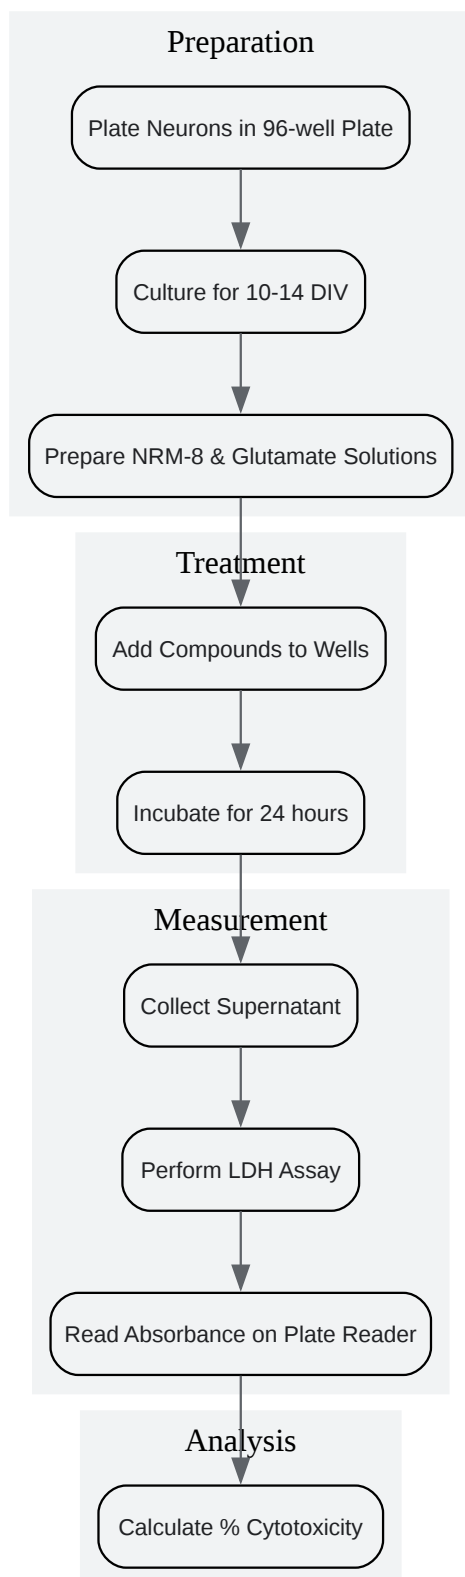 Preparation
Plate Neurons in 96-well Plate
Culture for 10-14 DIV
Prepare NRM-8 & Glutamate Solutions
Treatment
Add Compounds to Wells
Incubate for 24 hours
Measurement
Collect Supernatant
Perform LDH Assay
Read Absorbance on Plate Reader
Analysis
Calculate % Cytotoxicity